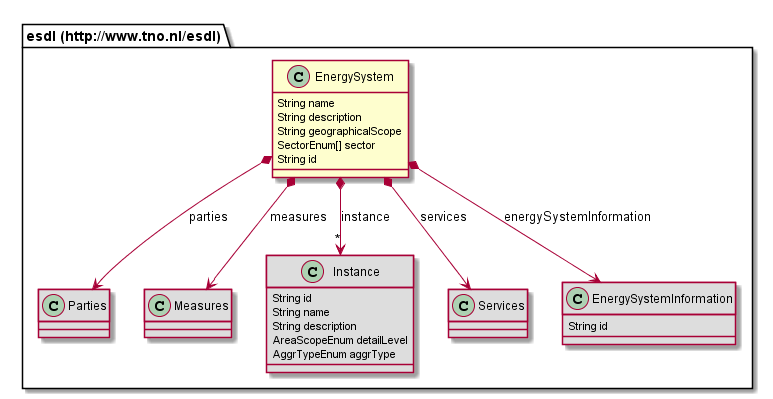 esdl (http://www.tno.nl/esdl)
C EnergySystem
String name
String description
String geographicalScope
SectorEnum[] sector
String id
parties
measures
instance
services
energySystemInformation
*
C Parties
C Measures
C Instance
String id
String name
String description
AreaScopeEnum detailLevel
AggrTypeEnum aggrType
C Services
C EnergySystemInformation
String id